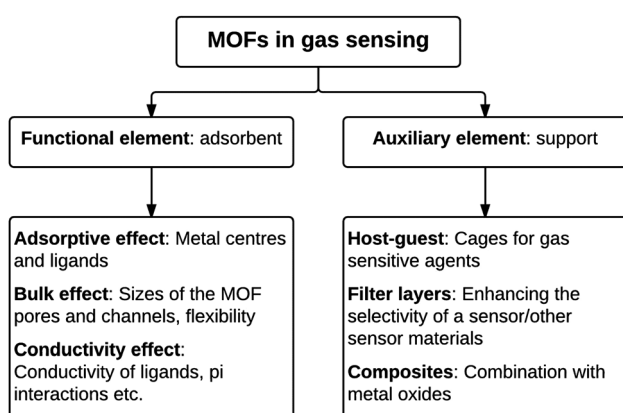 MOFs in gas sensing
Functional element: adsorbent
Auxiliary element: support
Adsorptive effect: Metal centres
and ligands
Bulk effect: Sizes of the MOF
pores and channels, flexibility
Conductivity effect:
Conductivity of ligands, pi
interactions etc.
Host-guest: Cages for gas
sensitive agents
Filter layers: Enhancing the
selectivity of a sensor/other
sensor materials
Composites: Combination with
metal oxides